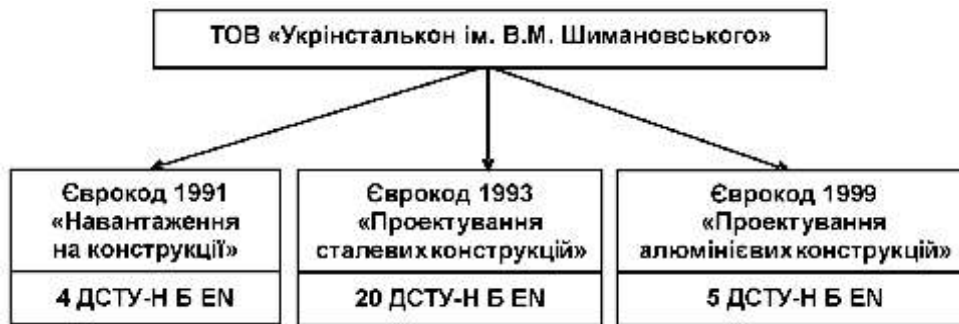 ТОВ «Укрінсталькон ім. В.М. Шимановського»
Єврокод 1991
«Навантаження
на конструкції»
4 ДСТУ-Н Б EN
Єврокод 1993
«Проектування
сталевих конструкцій»
20 ДСТУ-Н Б EN
Єврокод 1999
«Проектування
алюмінієвих конструкцій»
5 ДСТУ-Н Б EN